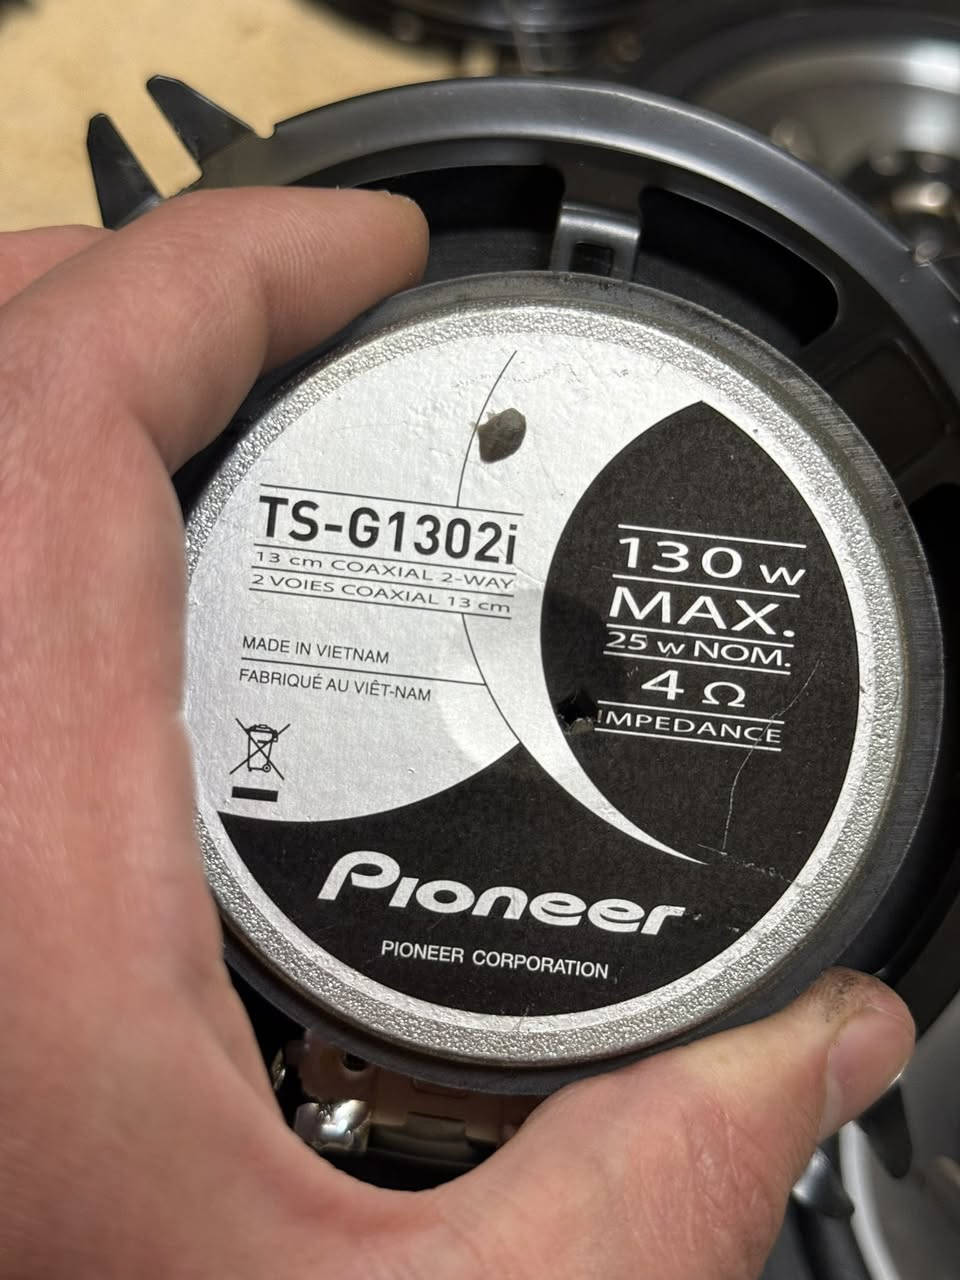 TS-G1302i
13 cm COAXIAL 2-WAY
2 VOIES COAXIAL 13 cm
MADE IN VIETNAM
FABRIQUÉ AU VIÊT-NAM
130 w
MAX.
25 w NOM.
4 Ω
IMPEDANCE
Pioneer
PIONEER CORPORATION